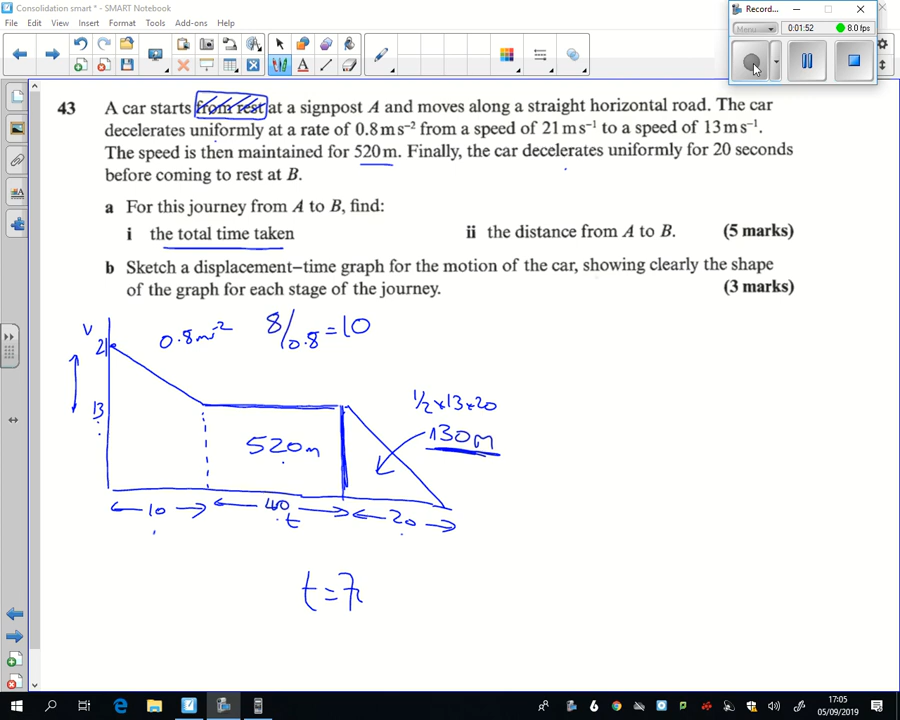 Consolidation smart * - SMART Notebook
File Edit View Insert Format Tools Add-ons Help
Record...
Menu
0:01:52
8.0 fps
43 A car starts from rest at a signpost A and moves along a straight horizontal road. The car
decelerates uniformly at a rate of 0.8 m s⁻² from a speed of 21 m s⁻¹ to a speed of 13 m s⁻¹.
The speed is then maintained for 520 m. Finally, the car decelerates uniformly for 20 seconds
before coming to rest at B.
a For this journey from A to B, find:
i the total time taken ii the distance from A to B. (5 marks)
b Sketch a displacement–time graph for the motion of the car, showing clearly the shape
of the graph for each stage of the journey. (3 marks)
V
21
13
0.8ms⁻²
8/0.8 = 10
½×13×20
130m
520m
10
40
t
20
t = 7
17:05
05/09/2019